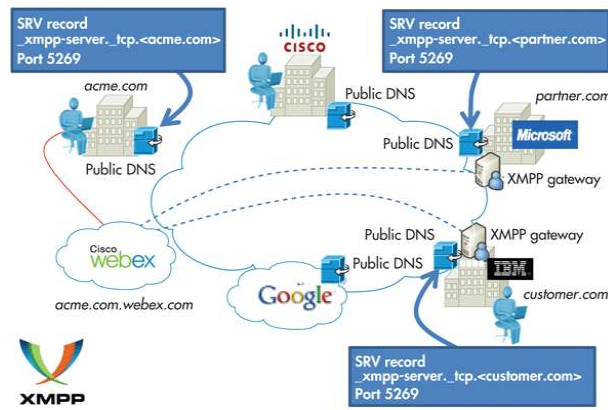 SRV record
_xmpp-server._tcp.<acme.com>
Port 5269
SRV record
_xmpp-server._tcp.<partner.com>
Port 5269
CISCO
acme.com
Public DNS
partner.com
Public DNS
Microsoft
Public DNS
XMPP gateway
Cisco
webex
Public DNS
XMPP gateway
Public DNS
IBM
Google
acme.com.webex.com
customer.com
SRV record
_xmpp-server._tcp.<customer.com>
Port 5269
XMPP